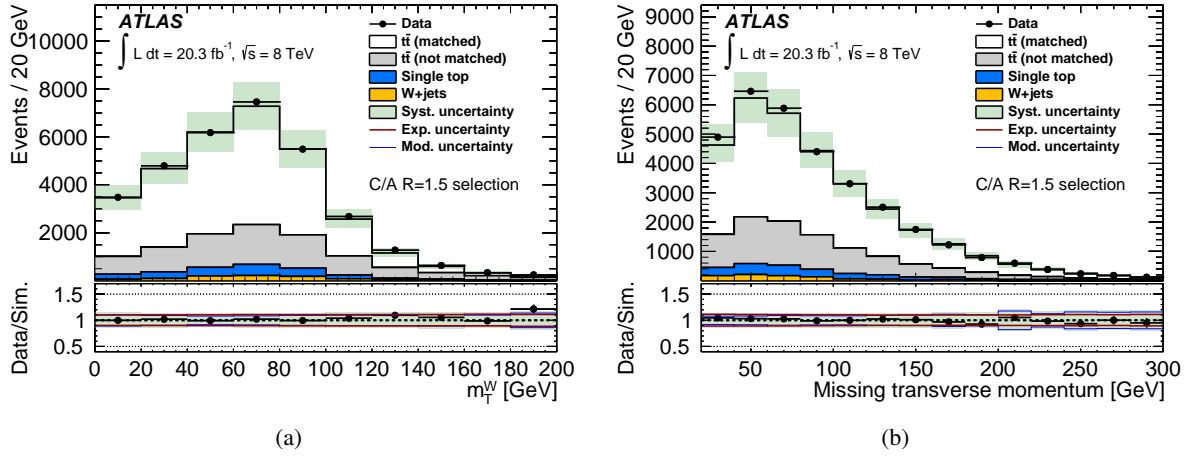 Events / 20 GeV
10000
8000
6000
4000
2000
ATLAS
∫ L dt = 20.3 fb⁻¹, √s = 8 TeV
Data
tt̄ (matched)
tt̄ (not matched)
Single top
W+jets
Syst. uncertainty
Exp. uncertainty
Mod. uncertainty
C/A R=1.5 selection
Data/Sim.
1.5
1
0.5
0 20 40 60 80 100 120 140 160 180 200
m_T^W [GeV]
(a)
Events / 20 GeV
9000
8000
7000
6000
5000
4000
3000
2000
1000
ATLAS
∫ L dt = 20.3 fb⁻¹, √s = 8 TeV
Data
tt̄ (matched)
tt̄ (not matched)
Single top
W+jets
Syst. uncertainty
Exp. uncertainty
Mod. uncertainty
C/A R=1.5 selection
Data/Sim.
1.5
1
0.5
50 100 150 200 250 300
Missing transverse momentum [GeV]
(b)